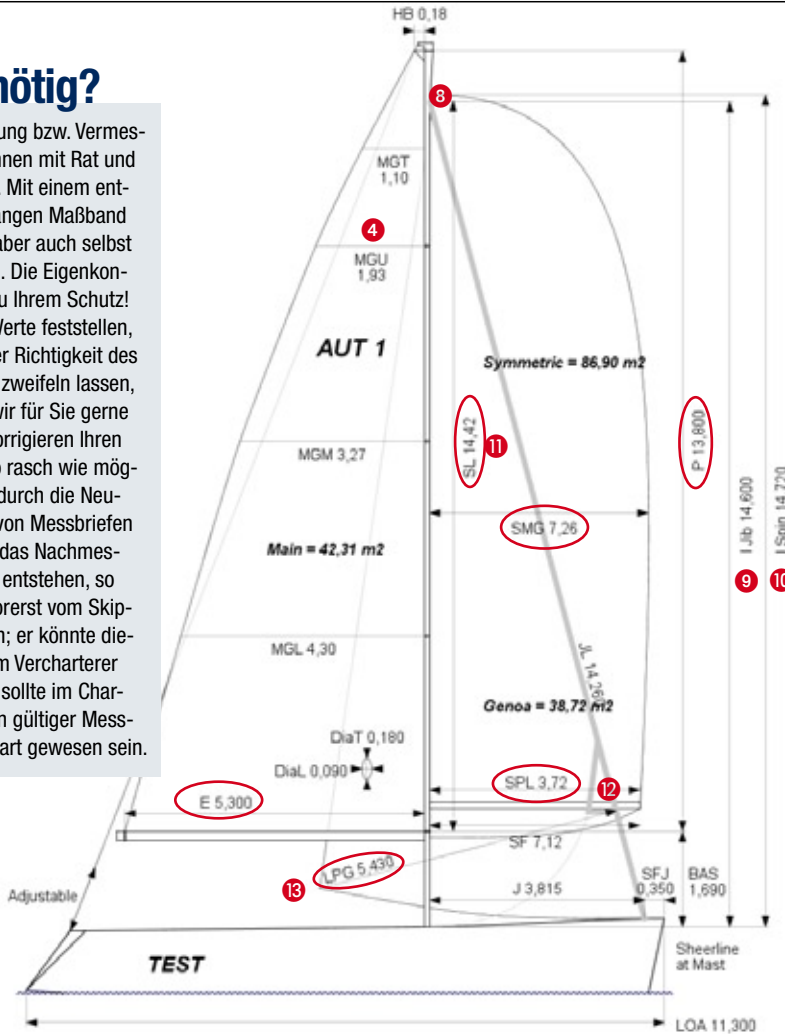 nötig?
ung bzw. Vermes-
nnen mit Rat und
. Mit einem ent-
angen Maßband
aber auch selbst
. Die Eigenkon-
u Ihrem Schutz!
Verte feststellen,
er Richtigkeit des
zweifeln lassen,
wir für Sie gerne
orrigieren Ihren
o rasch wie mög-
durch die Neu-
von Messbriefen
das Nachmes-
entstehen, so
orerst vom Skip-
n; er könnte die-
m Vercharterer
sollte im Char-
n gültiger Mess-
art gewesen sein.
HB 0,18
8
MGT
1,10
4
MGU
1,93
AUT 1
Symmetric = 86,90 m2
SL 14,42
11
P 13,800
MGM 3,27
SMG 7,26
I Jib 14,600
I Spin 14,720
9
10
Main = 42,31 m2
MGL 4,30
JL 14,260
Genoa = 38,72 m2
DiaT 0,180
DiaL 0,090
E 5,300
SPL 3,72
12
SF 7,12
LPG 5,430
13
J 3,815
SFJ
0,350
BAS
1,690
Adjustable
Sheerline
at Mast
TEST
LOA 11,300